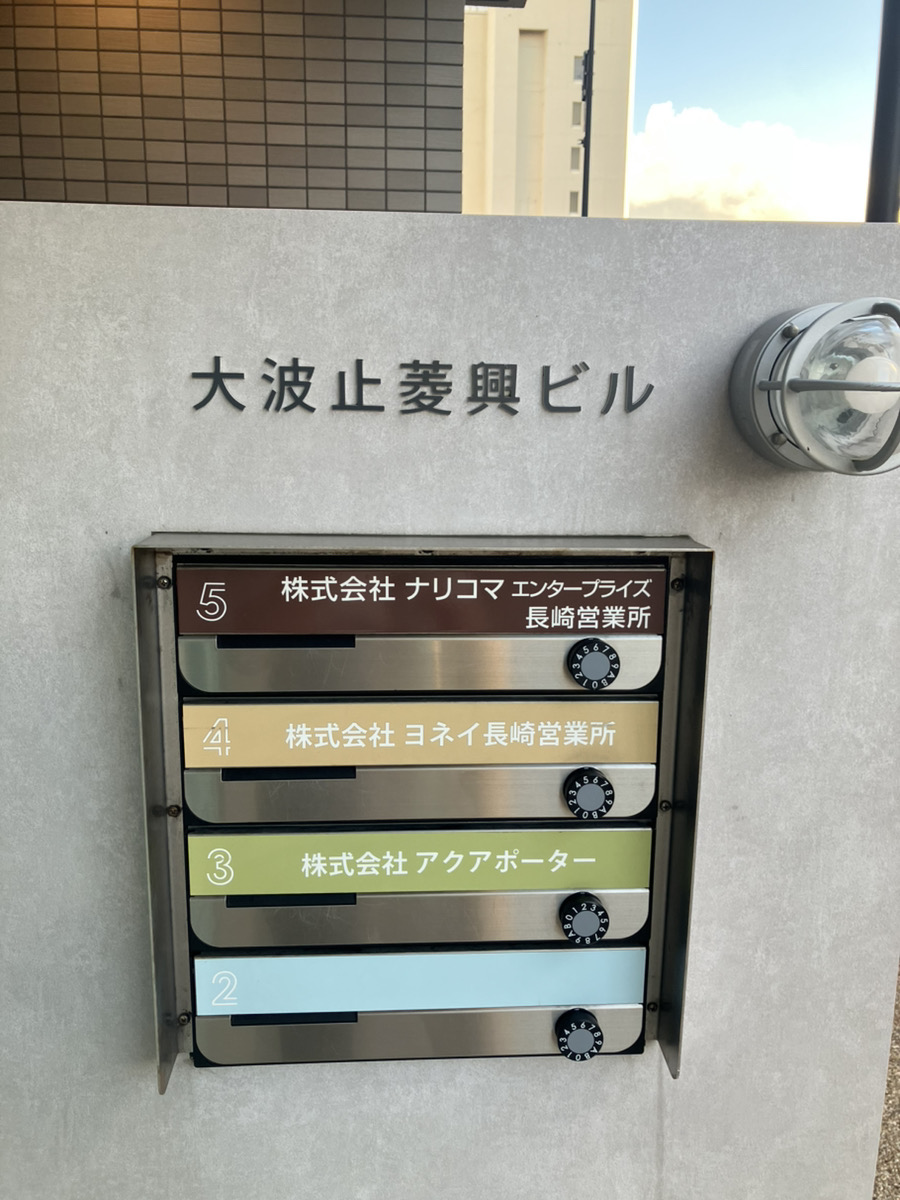 大波止菱興ビル
5 株式会社 ナリコマ エンタープライズ
長崎営業所
4 株式会社 ヨネイ長崎営業所
3 株式会社 アクアポーター
2